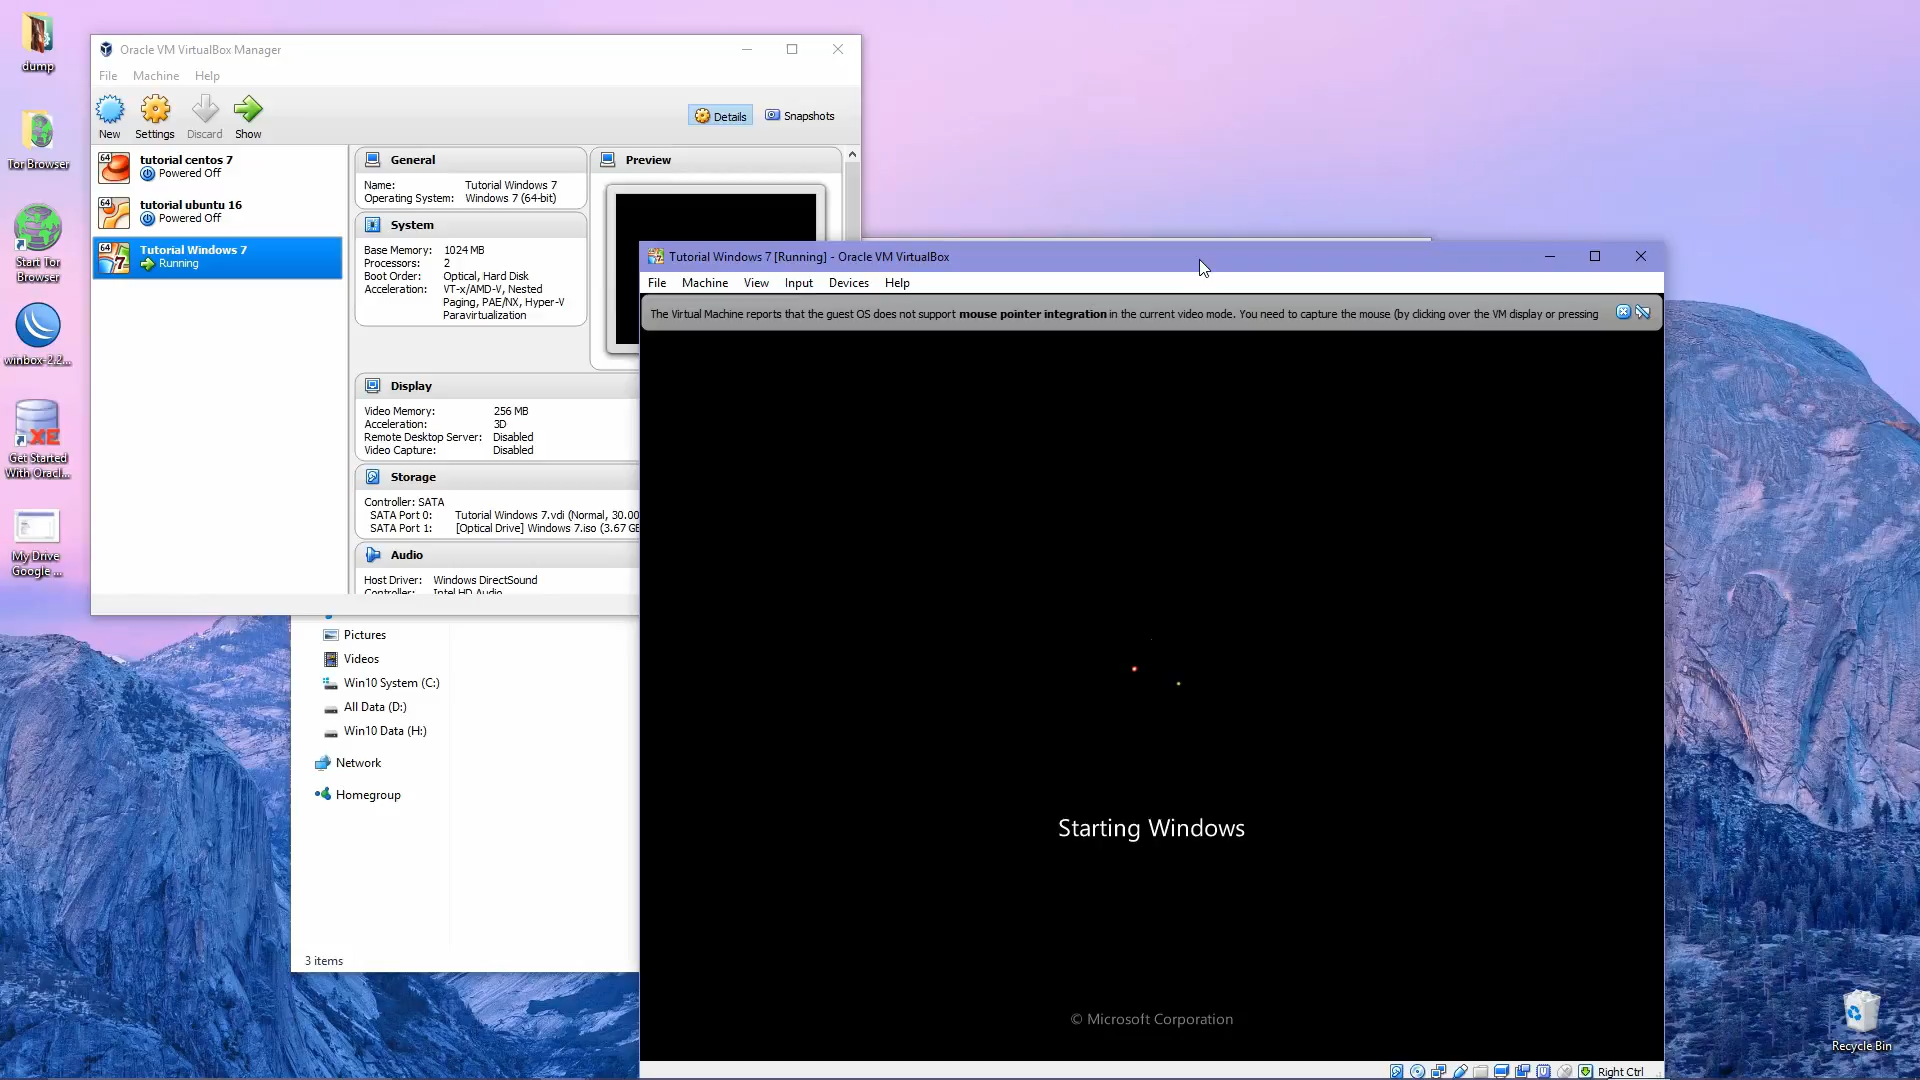 dump
Tor Browser
Start Tor
Browser
winbox-2.2...
Get Started
With Oracl...
My Drive
Google ...
Oracle VM VirtualBox Manager
File Machine Help
New Settings Discard Show
Details Snapshots
64 tutorial centos 7
Powered Off
64 tutorial ubuntu 16
Powered Off
64 Tutorial Windows 7
Running
General
Name: Tutorial Windows 7
Operating System: Windows 7 (64-bit)
System
Base Memory: 1024 MB
Processors: 2
Boot Order: Optical, Hard Disk
Acceleration: VT-x/AMD-V, Nested
Paging, PAE/NX, Hyper-V
Paravirtualization
Preview
Display
Video Memory: 256 MB
Acceleration: 3D
Remote Desktop Server: Disabled
Video Capture: Disabled
Storage
Controller: SATA
SATA Port 0: Tutorial Windows 7.vdi (Normal, 30.00
SATA Port 1: [Optical Drive] Windows 7.iso (3.67 GB
Audio
Host Driver: Windows DirectSound
Controller: Intel HD Audio
Pictures
Videos
Win10 System (C:)
All Data (D:)
Win10 Data (H:)
Network
Homegroup
3 items
Tutorial Windows 7 [Running] - Oracle VM VirtualBox
File Machine View Input Devices Help
The Virtual Machine reports that the guest OS does not support mouse pointer integration in the current video mode. You need to capture the mouse (by clicking over the VM display or pressing
Starting Windows
© Microsoft Corporation
Right Ctrl
Recycle Bin